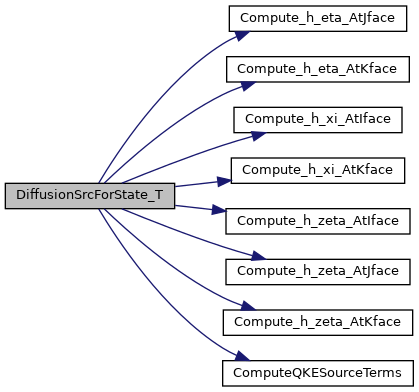 Compute_h_eta_AtJface
Compute_h_eta_AtKface
Compute_h_xi_AtIface
Compute_h_xi_AtKface
DiffusionSrcForState_T
Compute_h_zeta_AtIface
Compute_h_zeta_AtJface
Compute_h_zeta_AtKface
ComputeQKESourceTerms